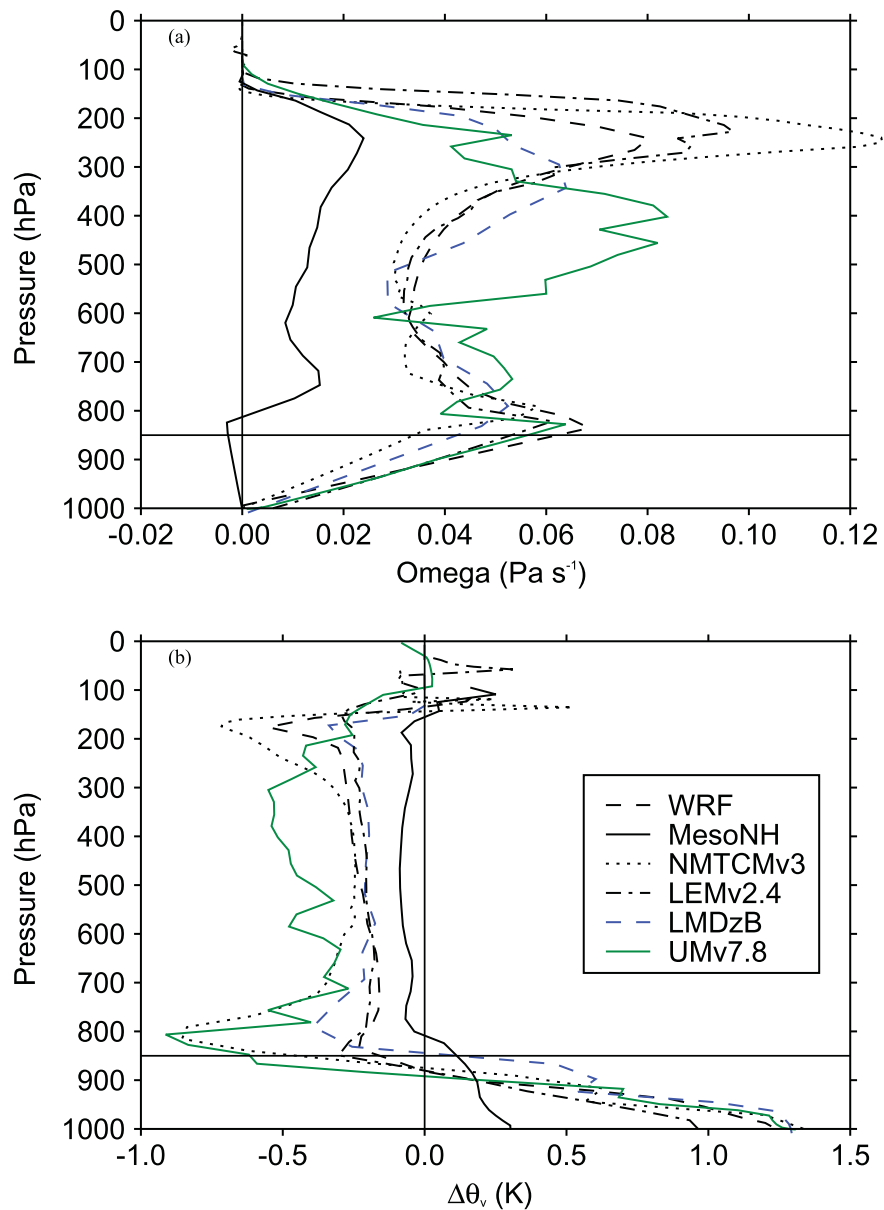 (a)
0
100
200
300
400
500
600
700
800
900
1000
Pressure (hPa)
-0.02 0.00 0.02 0.04 0.06 0.08 0.10 0.12
Omega (Pa s⁻¹)
(b)
0
100
200
300
400
500
600
700
800
900
1000
Pressure (hPa)
WRF
MesoNH
NMTCMv3
LEMv2.4
LMDzB
UMv7.8
-1.0 -0.5 0.0 0.5 1.0 1.5
Δθᵥ (K)